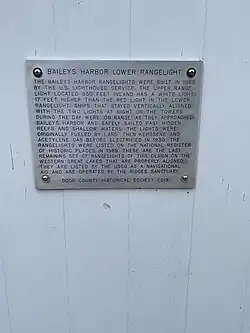 BAILEYS HARBOR LOWER RANGELIGHT
THE BAILEYS HARBOR RANGELIGHTS WERE BUILT IN 1869
BY THE U.S. LIGHTHOUSE SERVICE. THE UPPER RANGE-
LIGHT LOCATED 950 FEET INLAND HAS A WHITE LIGHT
17 FEET HIGHER THAN THE RED LIGHT IN THE LOWER
RANGELIGHT. SHIPS THAT STAYED VERTICALLY ALIGNED
WITH THE TWO LIGHTS AT NIGHT OR THE TOWERS
DURING THE DAY WERE ON RANGE AS THEY APPROACHED
BAILEYS HARBOR AND SAFELY SAILED PAST HIDDEN
REEFS AND SHALLOW WATERS. THE LIGHTS WERE
ORIGINALLY FUELED BY LARD, THEN KEROSENE AND
ACETYLENE GAS BEFORE ELECTRIFIED IN 1930. THE
RANGELIGHTS WERE LISTED ON THE NATIONAL REGISTER
OF HISTORIC PLACES IN 1989. THESE ARE THE LAST
REMAINING SET OF RANGELIGHTS OF THIS DESIGN ON THE
WESTERN GREAT LAKES THAT ARE PROPERLY ALIGNED.
THEY ARE LISTED BY THE USCG AS A NAVIGATIONAL
AID AND ARE OPERATED BY THE RIDGES SANCTUARY.
DOOR COUNTY HISTORICAL SOCIETY